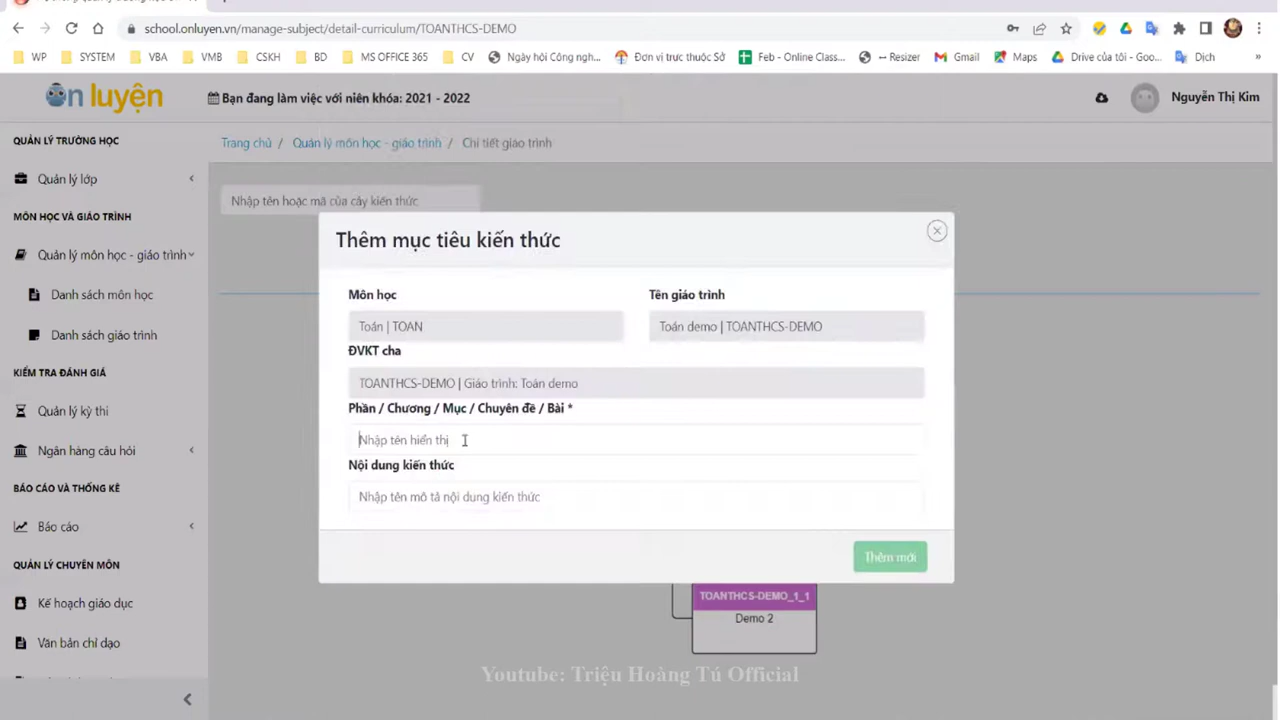 school.onluyen.vn/manage-subject/detail-curriculum/TOANTHCS-DEMO
WP SYSTEM VBA VMB CSKH BD MS OFFICE 365 CV Ngày hội Công ngh... Đơn vị trực thuộc Sở Feb - Online Classa... -- Resizer Gmail Maps Drive của tôi - Goo... Dịch »
Ôn luyện
Bạn đang làm việc với niên khóa: 2021 - 2022
Nguyễn Thị Kim
QUẢN LÝ TRƯỜNG HỌC
Quản lý lớp
MÔN HỌC VÀ GIÁO TRÌNH
Quản lý môn học - giáo trình
Danh sách môn học
Danh sách giáo trình
KIỂM TRA ĐÁNH GIÁ
Quản lý kỳ thi
Ngân hàng câu hỏi
BÁO CÁO VÀ THỐNG KÊ
Báo cáo
QUẢN LÝ CHUYÊN MÔN
Kế hoạch giáo dục
Văn bản chỉ đạo
Trang chủ / Quản lý môn học - giáo trình / Chi tiết giáo trình
Nhập tên hoặc mã của cây kiến thức
Thêm mục tiêu kiến thức
Môn học
Tên giáo trình
Toán | TOAN
Toán demo | TOANTHCS-DEMO
ĐVKT cha
TOANTHCS-DEMO | Giáo trình: Toán demo
Phần / Chương / Mục / Chuyên đề / Bài *
Nhập tên hiển thị
Nội dung kiến thức
Nhập tên mô tả nội dung kiến thức
Thêm mới
TOANTHCS-DEMO_1_1
Demo 2
Youtube: Triệu Hoàng Tú Official